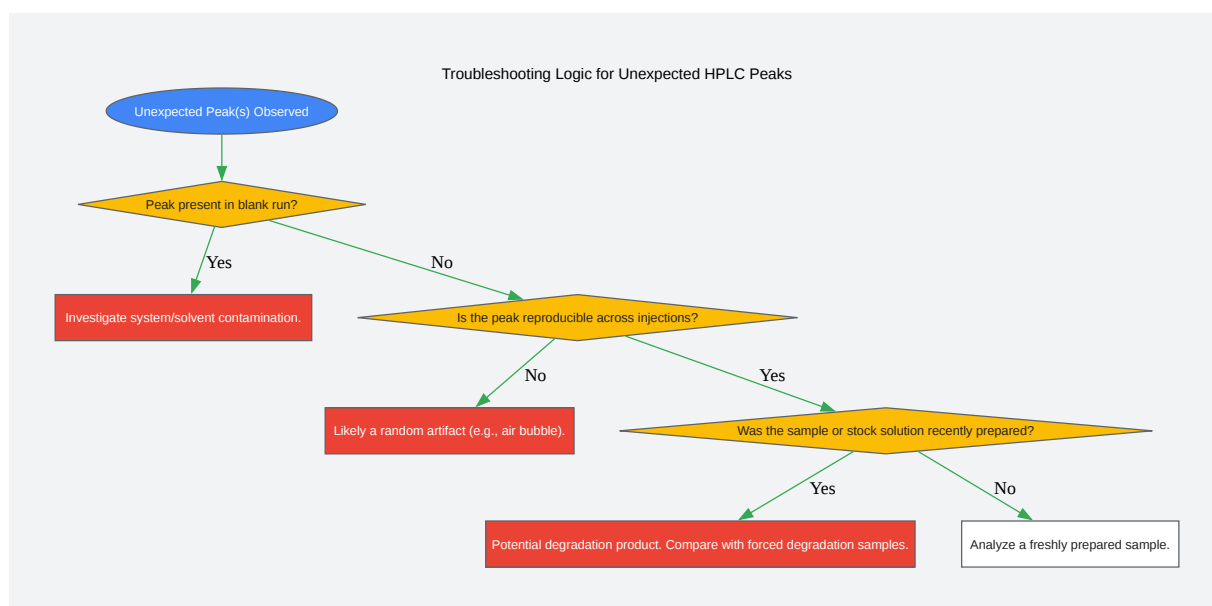 Troubleshooting Logic for Unexpected HPLC Peaks
Unexpected Peak(s) Observed
Peak present in blank run?
Yes
No
Investigate system/solvent contamination.
Is the peak reproducible across injections?
No
Yes
Likely a random artifact (e.g., air bubble).
Was the sample or stock solution recently prepared?
Yes
No
Potential degradation product. Compare with forced degradation samples.
Analyze a freshly prepared sample.